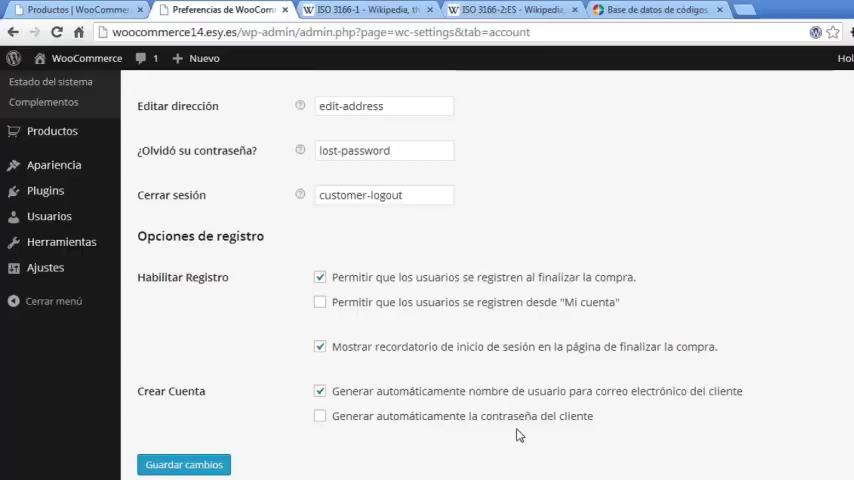 Productos | WooCommer
Preferencias de WooComm
ISO 3166-1 - Wikipedia, th
ISO 3166-2:ES - Wikipedia,
Base de datos de códigos
woocommerce14.esy.es/wp-admin/admin.php?page=wc-settings&tab=account
WooCommerce 1 Nuevo Hol
Estado del sistema
Complementos
Productos
Apariencia
Plugins
Usuarios
Herramientas
Ajustes
Cerrar menú
Editar dirección edit-address
¿Olvidó su contraseña? lost-password
Cerrar sesión customer-logout
Opciones de registro
Habilitar Registro Permitir que los usuarios se registren al finalizar la compra.
Permitir que los usuarios se registren desde "Mi cuenta"
Mostrar recordatorio de inicio de sesión en la página de finalizar la compra.
Crear Cuenta Generar automáticamente nombre de usuario para correo electrónico del cliente
Generar automáticamente la contraseña del cliente
Guardar cambios